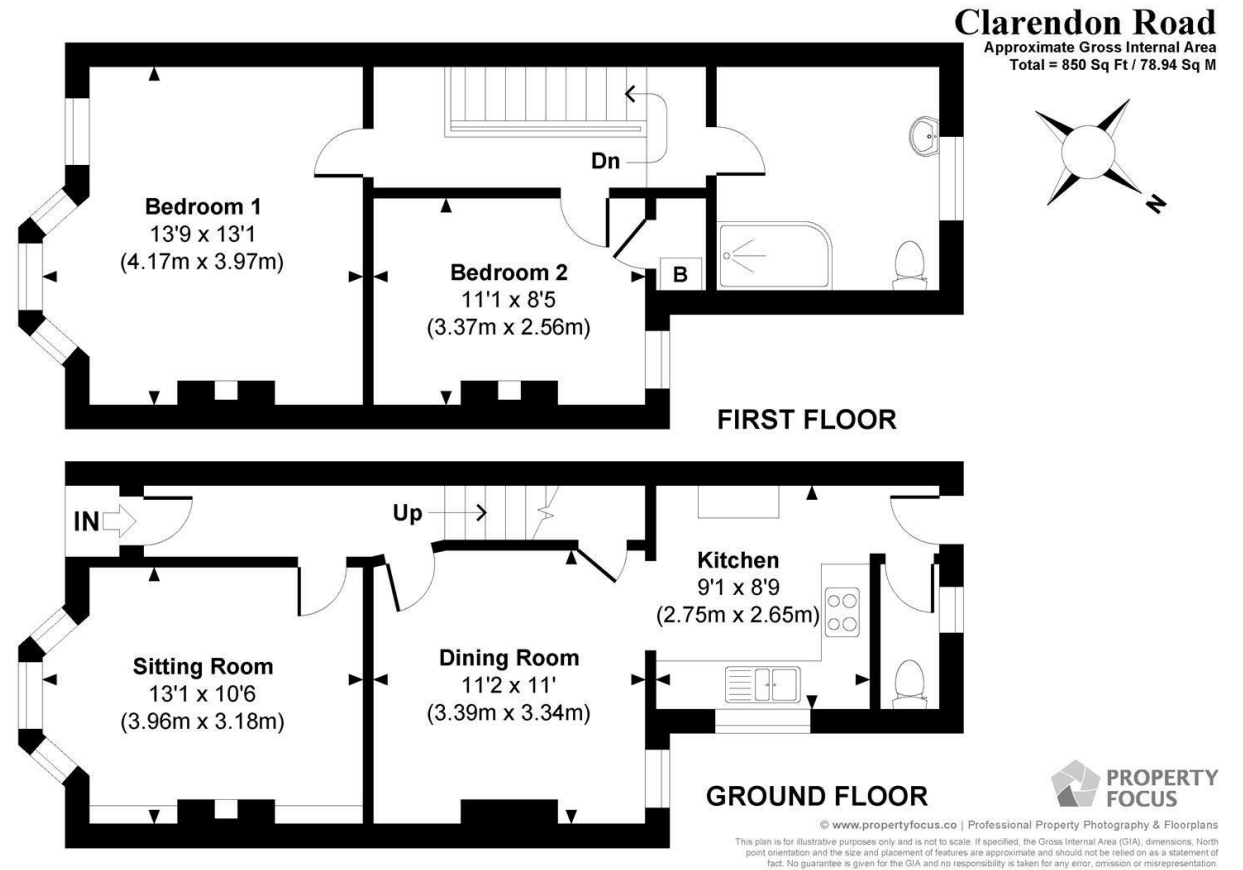 Clarendon Road
Approximate Gross Internal Area
Total = 850 Sq Ft / 78.94 Sq M
N
Dn
Bedroom 1
13'9 x 13'1
(4.17m x 3.97m)
Bedroom 2
11'1 x 8'5
(3.37m x 2.56m)
B
FIRST FLOOR
IN
Up
Kitchen
9'1 x 8'9
(2.75m x 2.65m)
Sitting Room
13'1 x 10'6
(3.96m x 3.18m)
Dining Room
11'2 x 11'
(3.39m x 3.34m)
GROUND FLOOR
PROPERTY
FOCUS
© www.propertyfocus.co | Professional Property Photography & Floorplans
This plan is for illustrative purposes only and is not to scale. If specified, the Gross Internal Area (GIA), dimensions, North
point orientation and the size and placement of features are approximate and should not be relied on as a statement of
fact. No guarantee is given for the GIA and no responsibility is taken for any error, omission or misrepresentation.